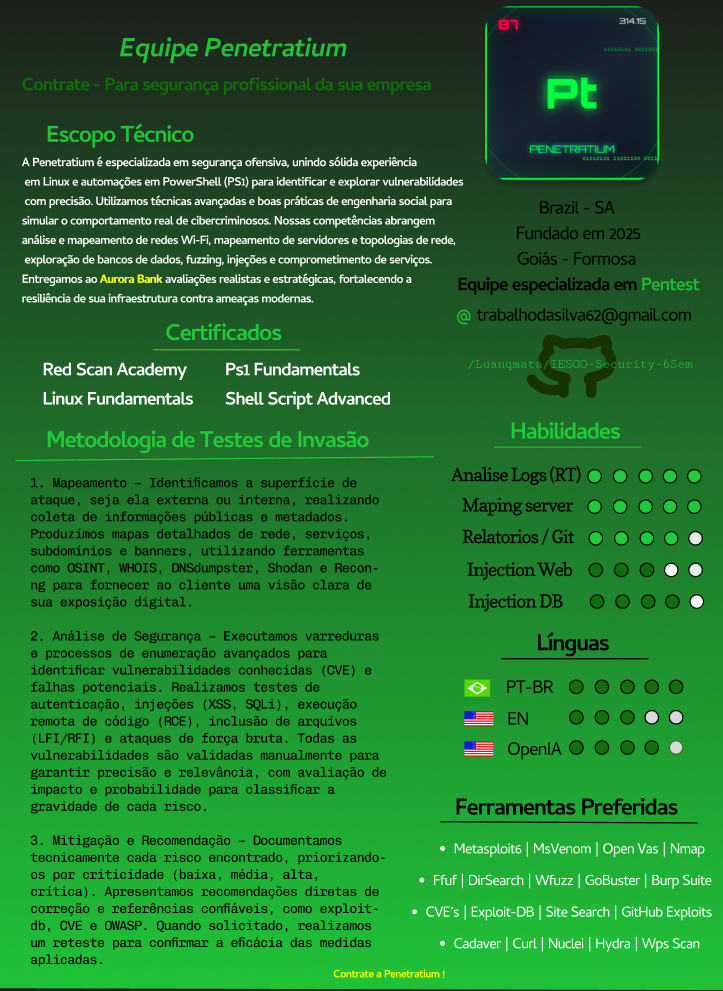 Equipe Penetratium
Contrate - Para segurança profissional da sua empresa
Escopo Técnico
A Penetratium é especializada em segurança ofensiva, unindo sólida experiência
em Linux e automações em PowerShell (PS1) para identificar e explorar vulnerabilidades
com precisão. Utilizamos técnicas avançadas e boas práticas de engenharia social para
simular o comportamento real de cibercriminosos. Nossas competências abrangem
análise e mapeamento de redes Wi-Fi, mapeamento de servidores e topologias de rede,
exploração de bancos de dados, fuzzing, injeções e comprometimento de serviços.
Entregamos ao Aurora Bank avaliações realistas e estratégicas, fortalecendo a
resiliência de sua infraestrutura contra ameaças modernas.
Certificados
Red Scan Academy
Ps1 Fundamentals
Linux Fundamentals
Shell Script Advanced
Metodologia de Testes de Invasão
1. Mapeamento – Identificamos a superfície de
ataque, seja ela externa ou interna, realizando
coleta de informações públicas e metadados.
Produzimos mapas detalhados de rede, serviços,
subdomínios e banners, utilizando ferramentas
como OSINT, WHOIS, DNSdumpster, Shodan e Recon-
ng para fornecer ao cliente uma visão clara de
sua exposição digital.
2. Análise de Segurança – Executamos varreduras
e processos de enumeração avançados para
identificar vulnerabilidades conhecidas (CVE) e
falhas potenciais. Realizamos testes de
autenticação, injeções (XSS, SQLi), execução
remota de código (RCE), inclusão de arquivos
(LFI/RFI) e ataques de força bruta. Todas as
vulnerabilidades são validadas manualmente para
garantir precisão e relevância, com avaliação de
impacto e probabilidade para classificar a
gravidade de cada risco.
3. Mitigação e Recomendação – Documentamos
tecnicamente cada risco encontrado, priorizando-
os por criticidade (baixa, média, alta,
crítica). Apresentamos recomendações diretas de
correção e referências confiáveis, como exploit-
db, CVE e OWASP. Quando solicitado, realizamos
um reteste para confirmar a eficácia das medidas
aplicadas.
87
314.15
Pt
PENETRATIUM
01010101 11001100 0011
Brazil - SA
Fundado em 2025
Goiás - Formosa
Equipe especializada em Pentest
@ trabalhodasilva62@gmail.com
/Luangmata/IESGO-Security-6Sem
Habilidades
Analise Logs (RT)
Maping server
Relatorios / Git
Injection Web
Injection DB
Línguas
PT-BR
EN
OpenIA
Ferramentas Preferidas
• Metasploit6 | MsVenom | Open Vas | Nmap
• Ffuf | DirSearch | Wfuzz | GoBuster | Burp Suite
• CVE's | Exploit-DB | Site Search | GitHub Exploits
• Cadaver | Curl | Nuclei | Hydra | Wps Scan
Contrate a Penetratium !